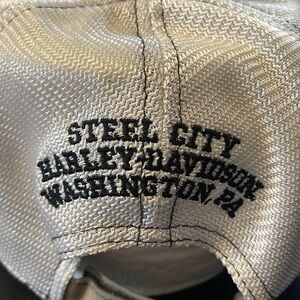 STEEL CITY
HARLEY-DAVIDSON
WASHINGTON, PA